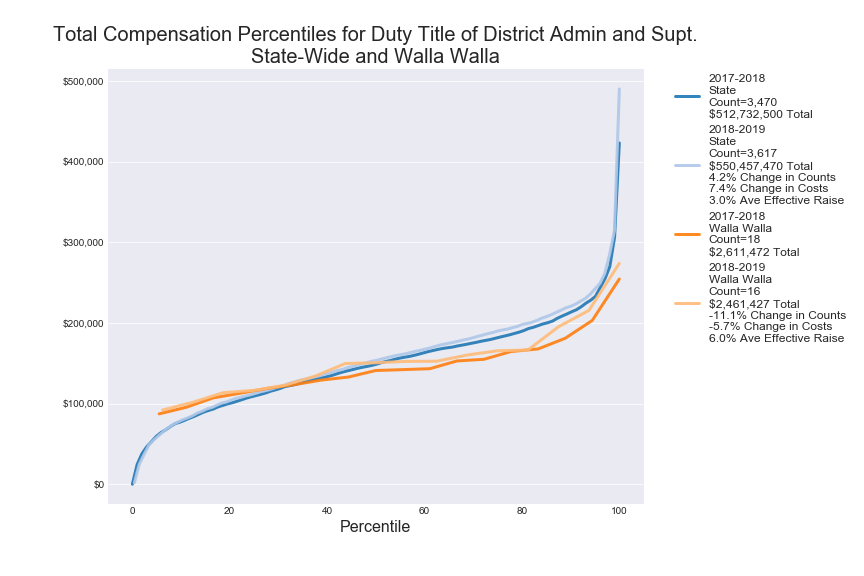 Total Compensation Percentiles for Duty Title of District Admin and Supt.
State-Wide and Walla Walla
$500,000
$400,000
$300,000
$200,000
$100,000
$0
0
20
40
60
80
100
Percentile
2017-2018
State
Count=3,470
$512,732,500 Total
2018-2019
State
Count=3,617
$550,457,470 Total
4.2% Change in Counts
7.4% Change in Costs
3.0% Ave Effective Raise
2017-2018
Walla Walla
Count=18
$2,611,472 Total
2018-2019
Walla Walla
Count=16
$2,461,427 Total
-11.1% Change in Counts
-5.7% Change in Costs
6.0% Ave Effective Raise